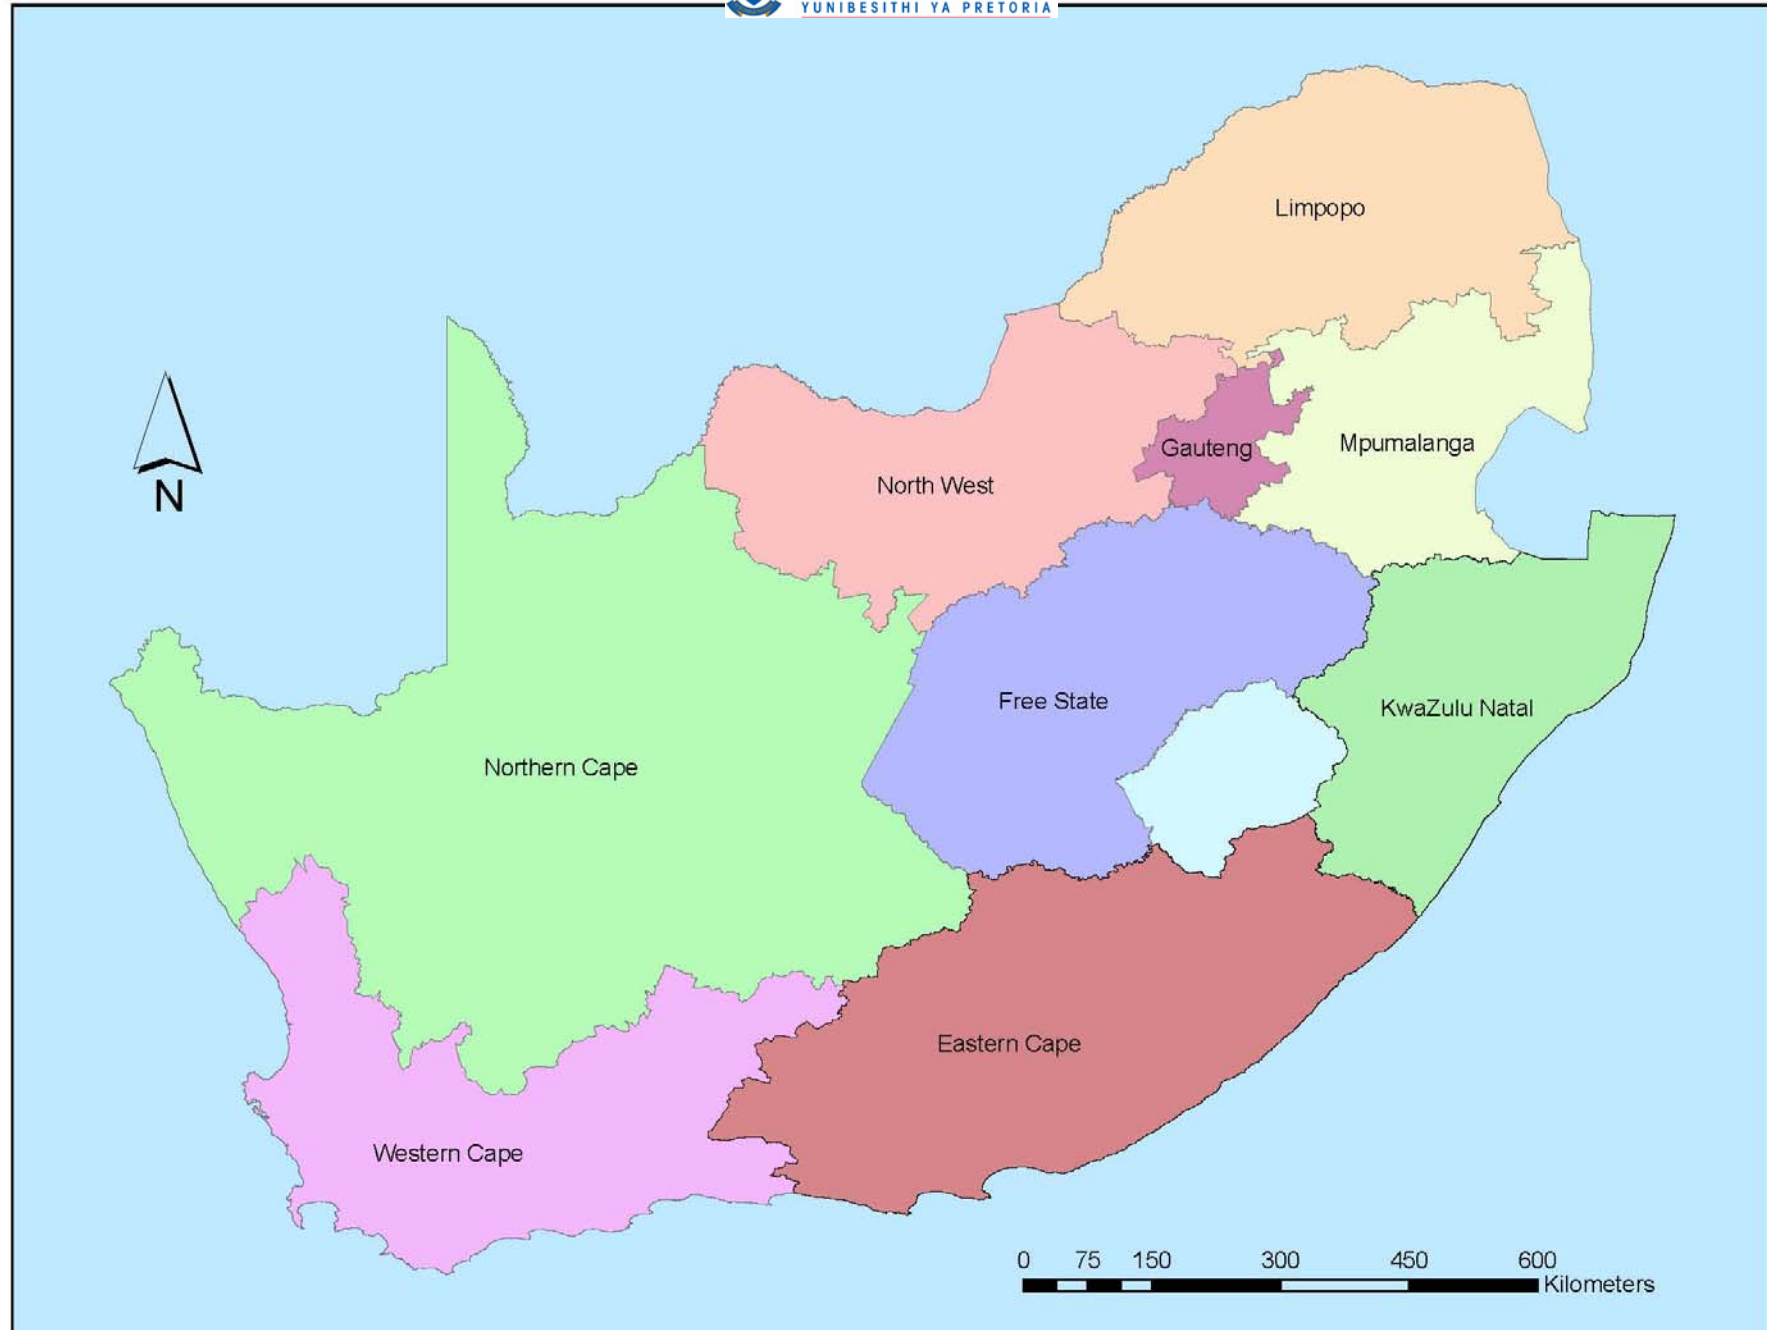 YUNIBESITHI YA PRETORIA
Limpopo
Gauteng
Mpumalanga
North West
N
Free State
KwaZulu Natal
Northern Cape
Eastern Cape
Western Cape
0 75 150 300 450 600
Kilometers